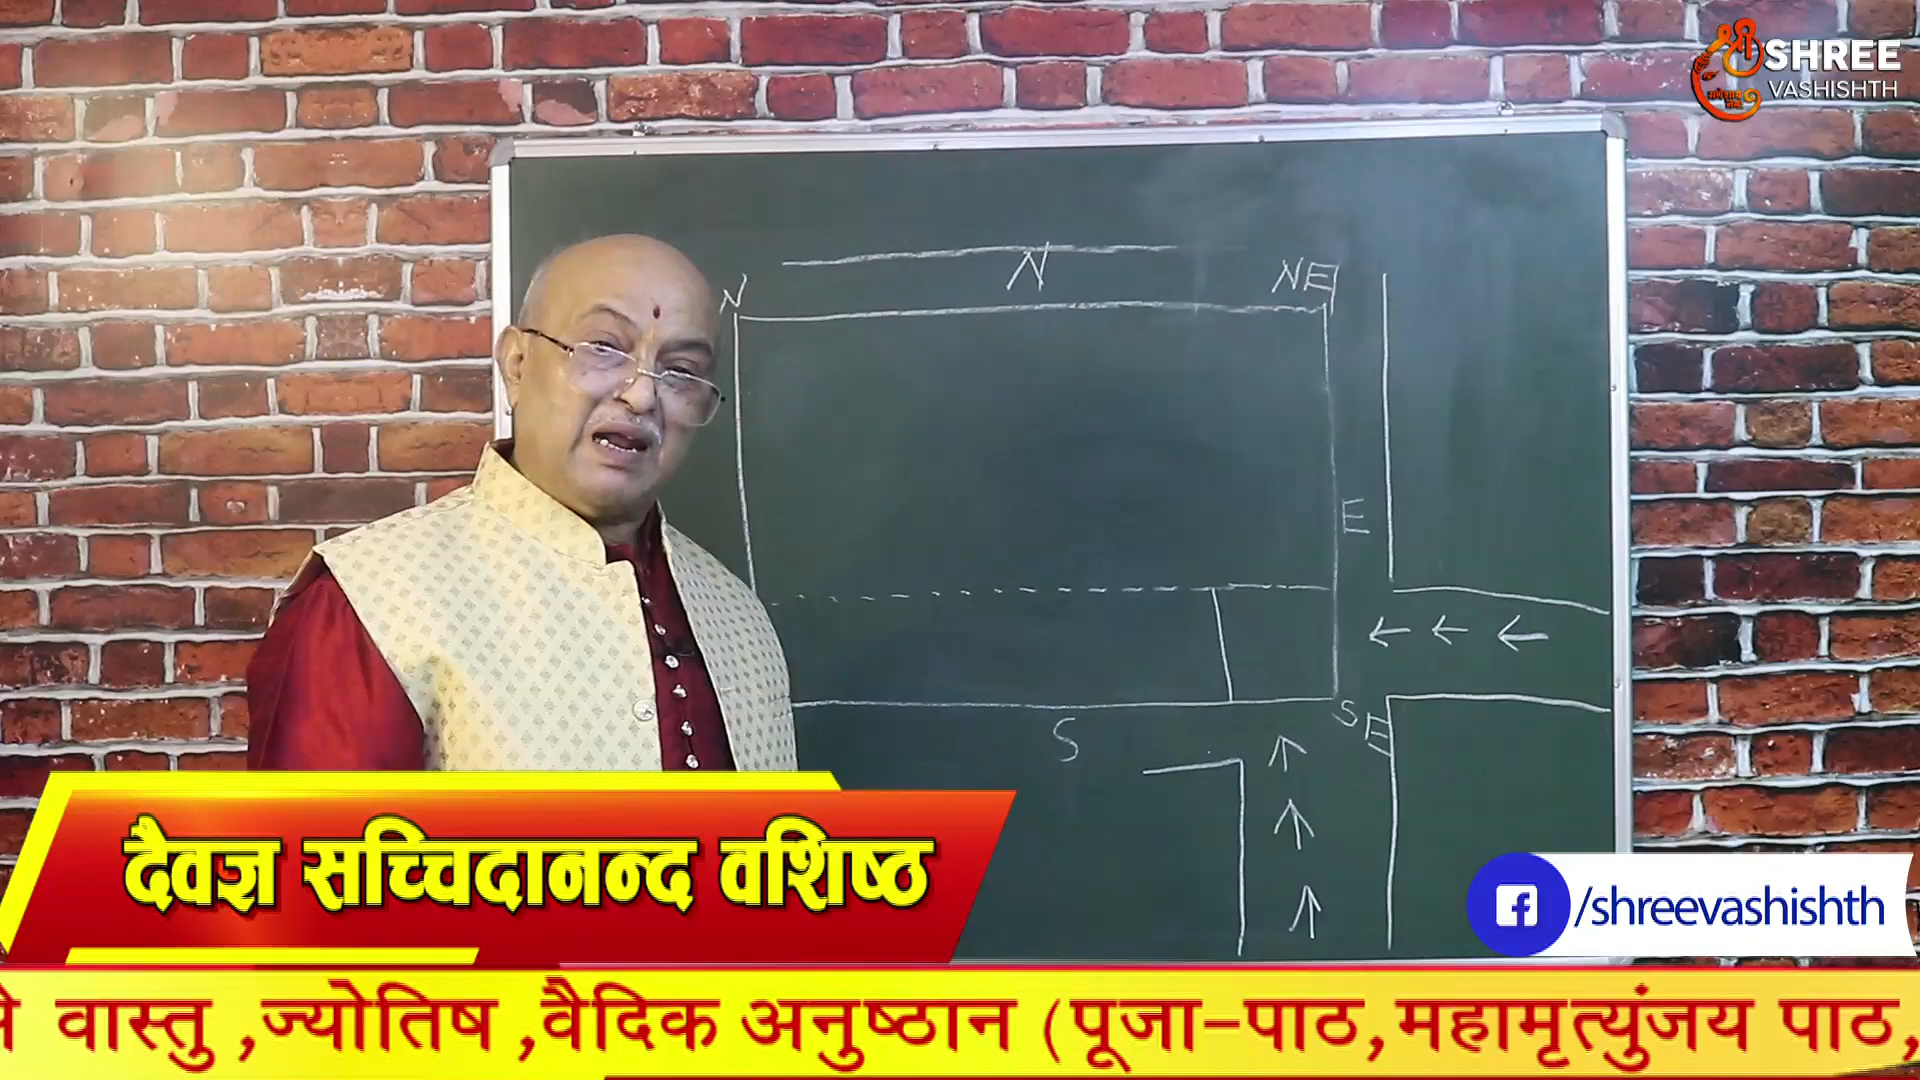 श्री SHREE
VASHISHTH
N
N
NE
E
S
SE
दैवज्ञ सच्चिदानन्द वशिष्ठ
/shreevashishth
वास्तु ,ज्योतिष ,वैदिक अनुष्ठान (पूजा-पाठ,महामृत्युंजय पाठ,